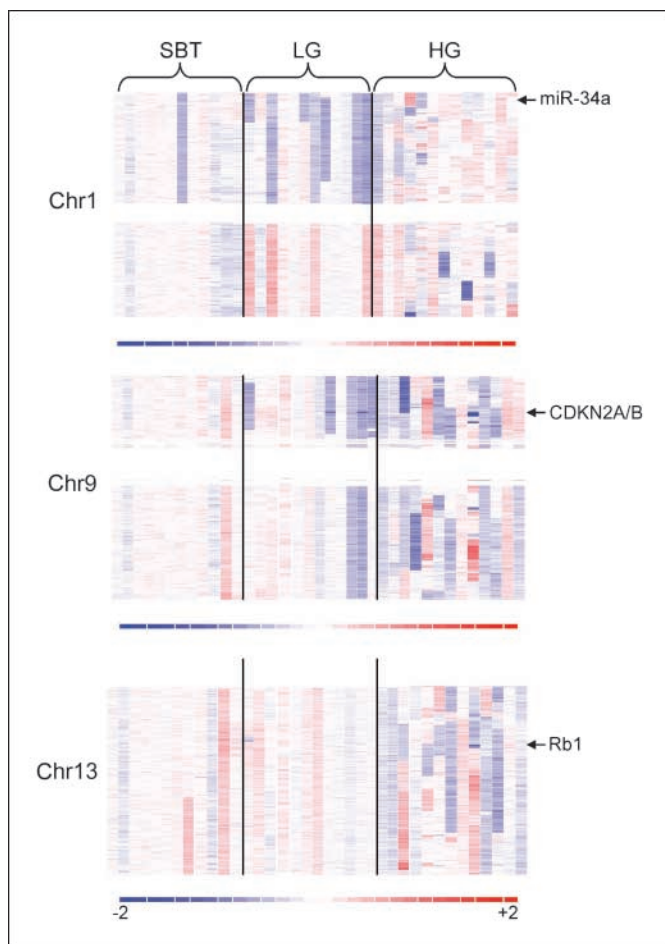 SBT LG HG
miR-34a
Chr1
CDKN2A/B
Chr9
Rb1
Chr13
-2 +2